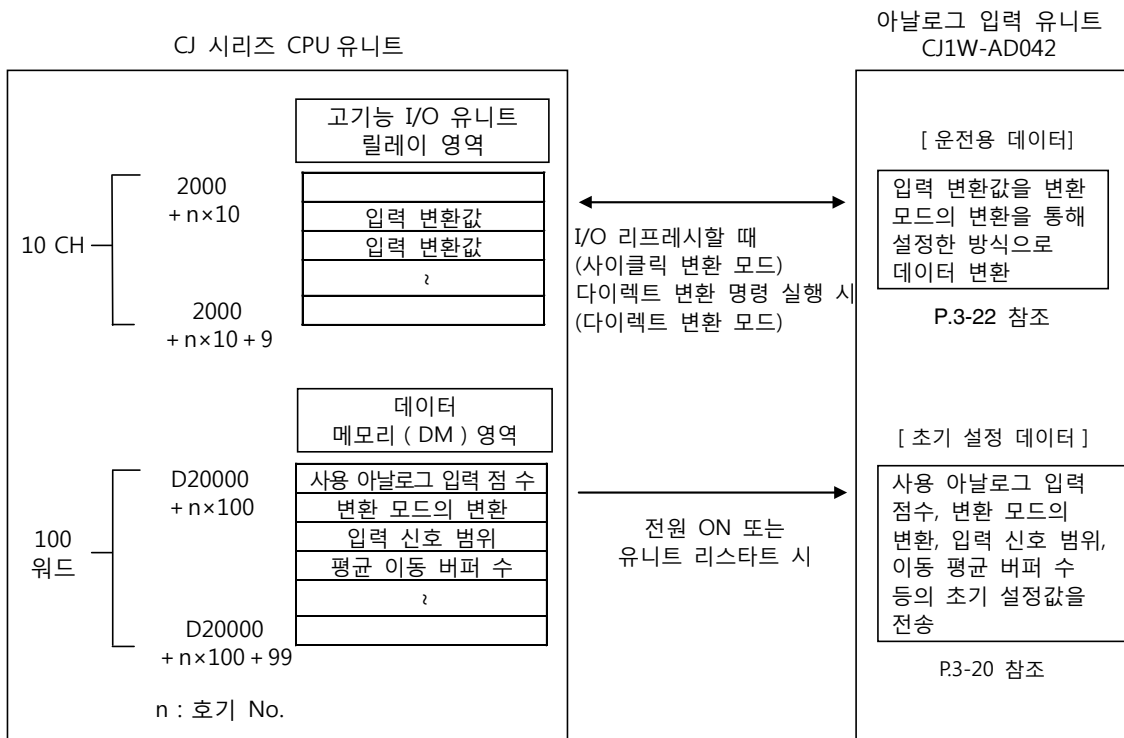 CJ 시리즈 CPU 유니트
아날로그 입력 유니트
CJ1W-AD042
고기능 I/O 유니트
릴레이 영역
10 CH
2000
+ n×10
2000
+ n×10 + 9
입력 변환값
입력 변환값
~
I/O 리프레시할 때
(사이클릭 변환 모드)
다이렉트 변환 명령 실행 시
(다이렉트 변환 모드)
[ 운전용 데이터]
입력 변환값을 변환
모드의 변환을 통해
설정한 방식으로
데이터 변환
P.3-22 참조
데이터
메모리 ( DM ) 영역
100
워드
D20000
+ n×100
D20000
+ n×100 + 99
사용 아날로그 입력 점 수
변환 모드의 변환
입력 신호 범위
평균 이동 버퍼 수
~
전원 ON 또는
유니트 리스타트 시
[ 초기 설정 데이터 ]
사용 아날로그 입력
점수, 변환 모드의
변환, 입력 신호 범위,
이동 평균 버퍼 수
등의 초기 설정값을
전송
P.3-20 참조
n : 호기 No.